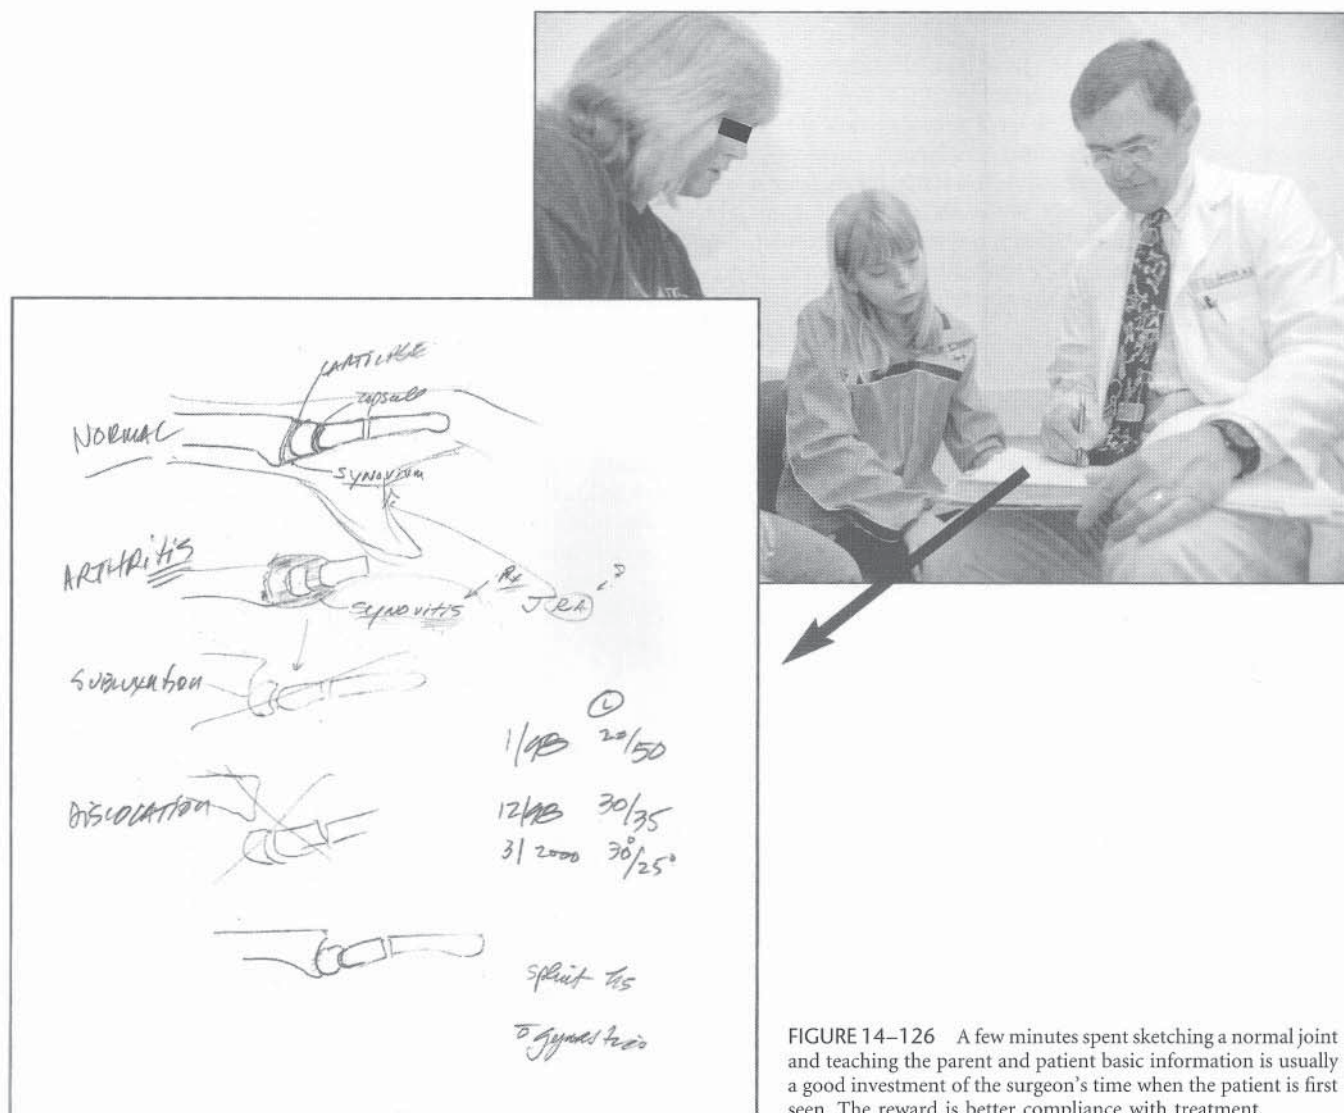 CARTILAGE
capsule
NORMAL
SYNOVIUM
ARTHRITIS
SYNOVITIS
Rx
JRA
?
SUBLUXATION
L
1/98 20/50
DISLOCATION
12/98 30/35
3/2000 30°/25°
splint hs
FIGURE 14–126 A few minutes spent sketching a normal joint
and teaching the parent and patient basic information is usually
a good investment of the surgeon's time when the patient is first
seen. The reward is better compliance with treatment.